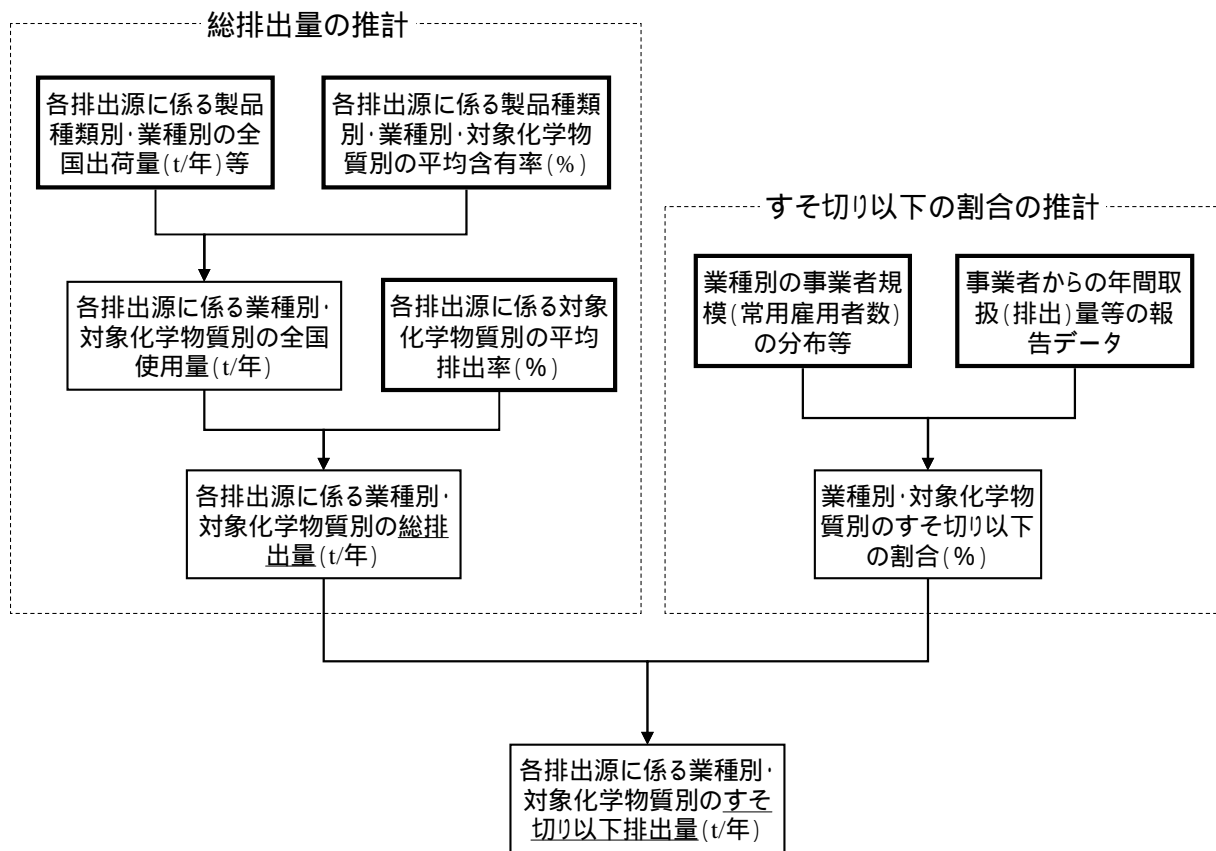 総排出量の推計
各排出源に係る製品
種類別･業種別の全
国出荷量(t/年)等
各排出源に係る製品種類
別･業種別･対象化学物
質別の平均含有率(%)
各排出源に係る業種別･
対象化学物質別の全国
使用量(t/年)
各排出源に係る対象
化学物質別の平均
排出率(%)
各排出源に係る業種別･
対象化学物質別の総排
出量(t/年)
すそ切り以下の割合の推計
業種別の事業者規
模(常用雇用者数)
の分布等
事業者からの年間取
扱(排出)量等の報
告データ
業種別･対象化学物
質別のすそ切り以下
の割合(%)
各排出源に係る業種別･
対象化学物質別のすそ
切り以下排出量(t/年)